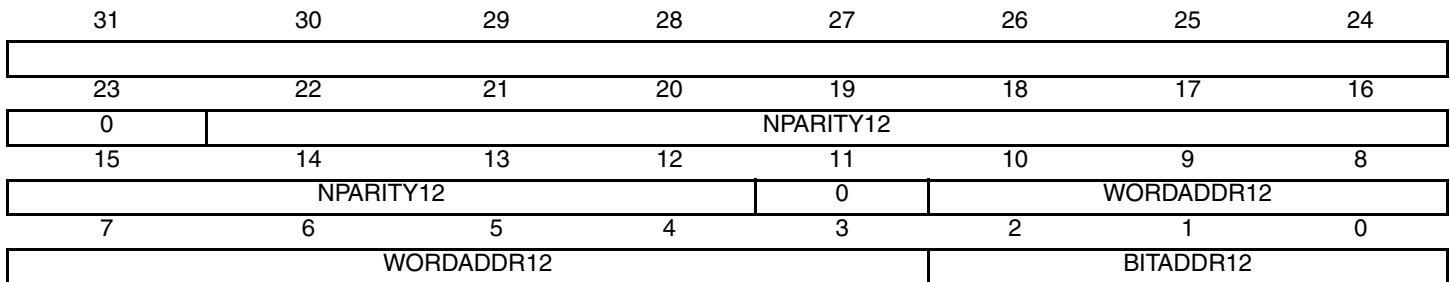 31 30 29 28 27 26 25 24
23 22 21 20 19 18 17 16
0 NPARITY12
15 14 13 12 11 10 9 8
NPARITY12 0 WORDADDR12
7 6 5 4 3 2 1 0
WORDADDR12 BITADDR12